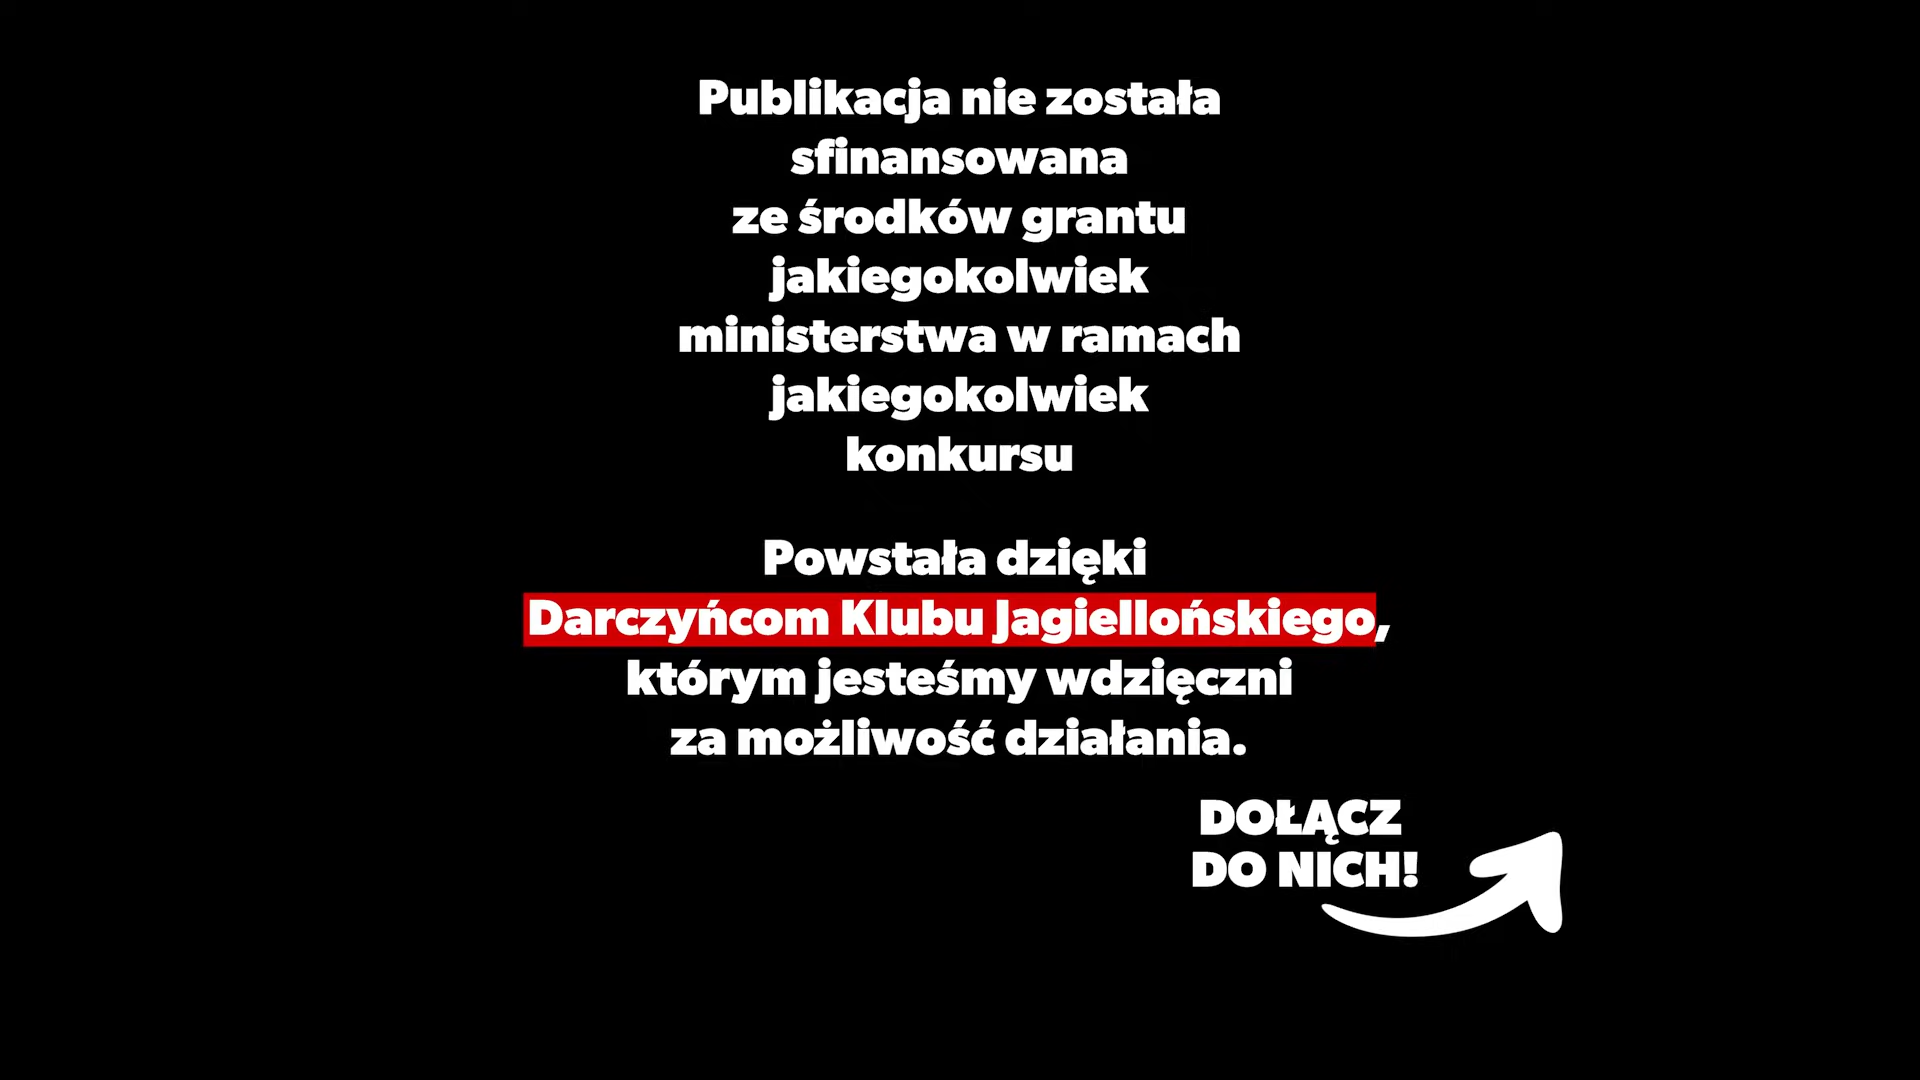 Publikacja nie została
sfinansowana
ze środków grantu
jakiegokolwiek
ministerstwa w ramach
jakiegokolwiek
konkursu
Powstała dzięki
Darczyńcom Klubu Jagiellońskiego,
którym jesteśmy wdzięczni
za możliwość działania.
DOŁĄCZ
DO NICH!